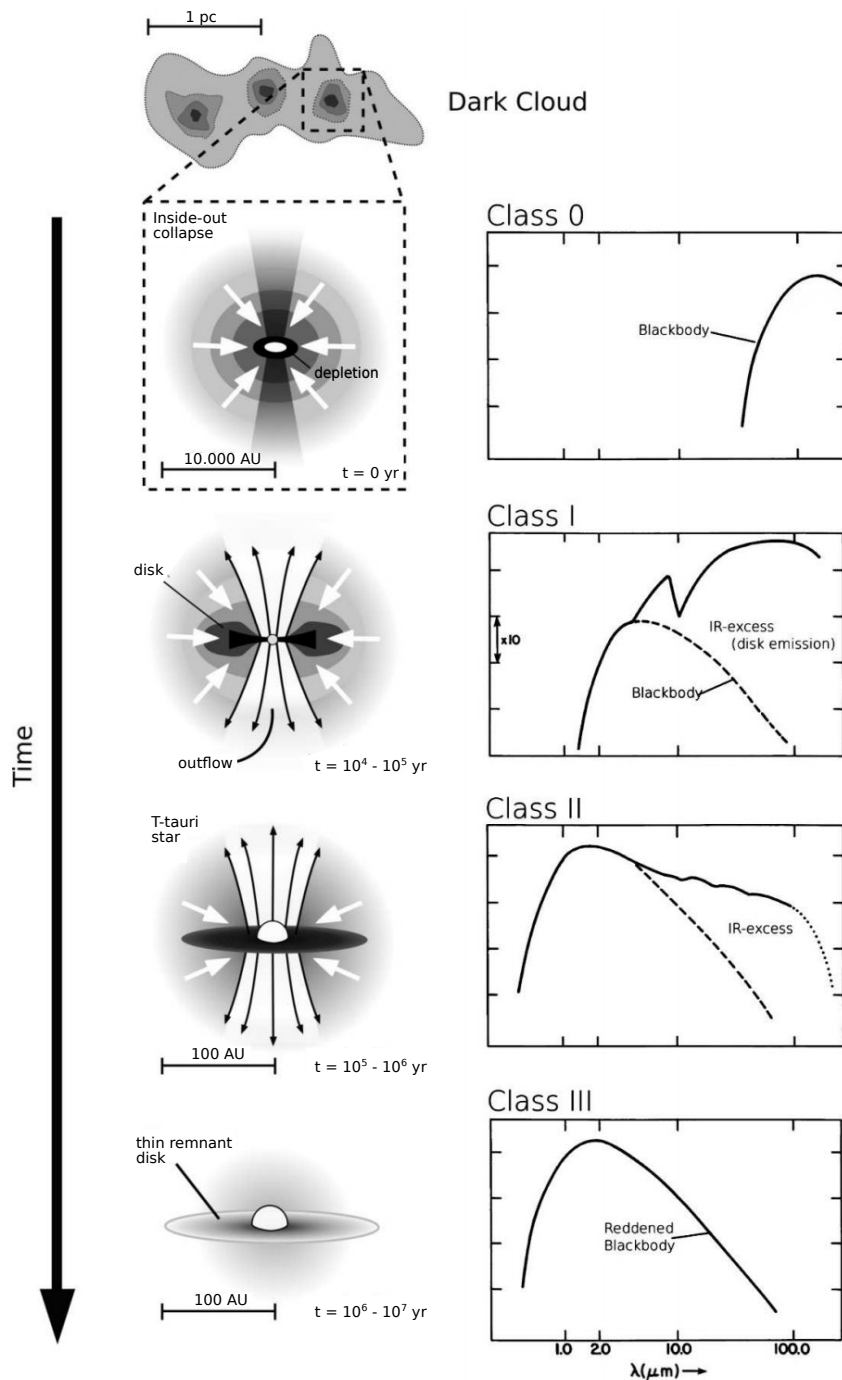 1 pc
Dark Cloud
Time
Inside-out
collapse
depletion
10.000 AU
t = 0 yr
Class 0
Blackbody
disk
outflow
t = 10⁴ - 10⁵ yr
Class I
x10
IR-excess
(disk emission)
Blackbody
T-tauri
star
100 AU
t = 10⁵ - 10⁶ yr
Class II
IR-excess
thin remnant
disk
100 AU
t = 10⁶ - 10⁷ yr
Class III
Reddened
Blackbody
1.0 2.0 10.0 100.0
λ(μm)→